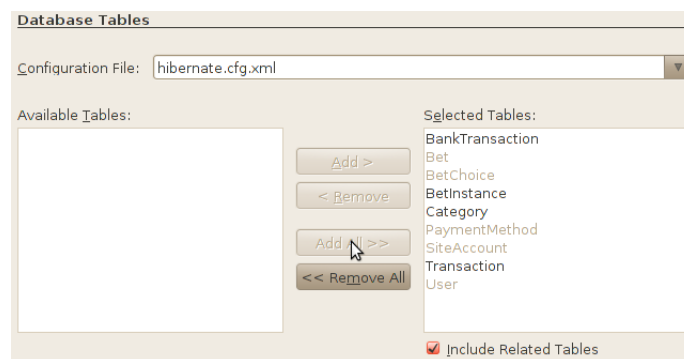 Database Tables
Configuration File: hibernate.cfg.xml
Available Tables:
Selected Tables:
Add >
< Remove
Add All >>
<< Remove All
BankTransaction
Bet
BetChoice
BetInstance
Category
PaymentMethod
SiteAccount
Transaction
User
Include Related Tables